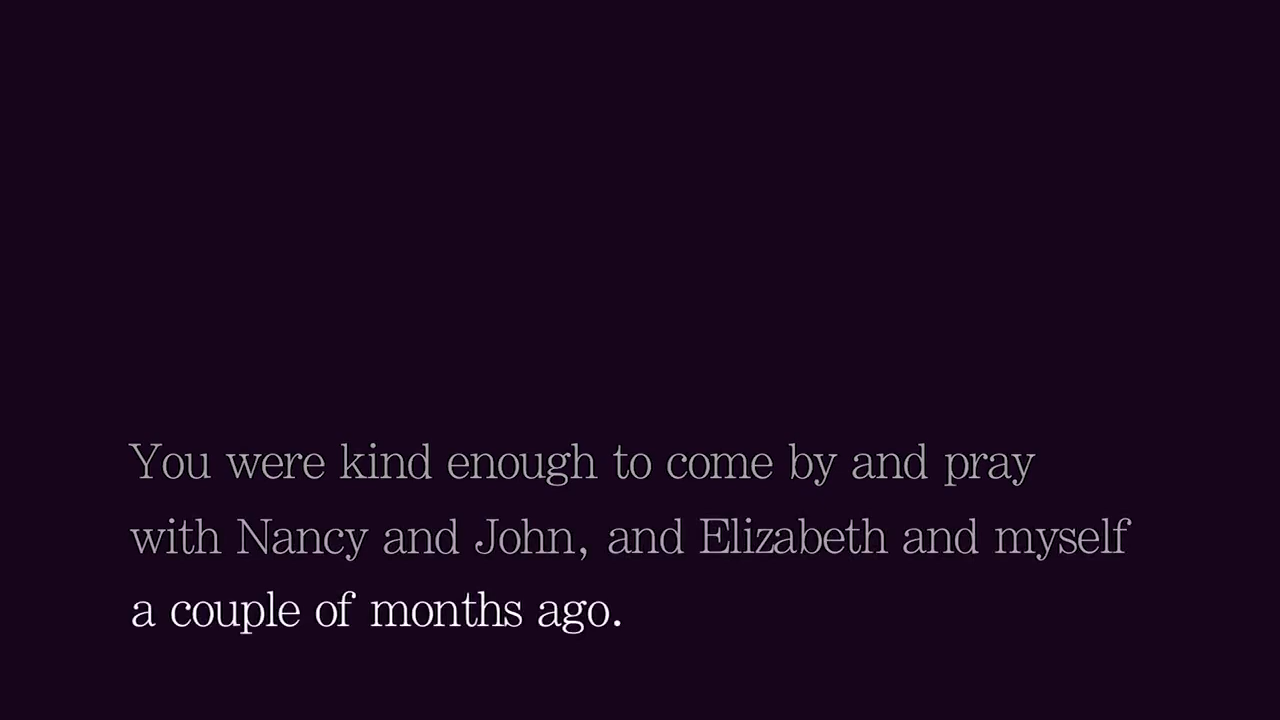 You were kind enough to come by and pray
with Nancy and John, and Elizabeth and myself
a couple of months ago.